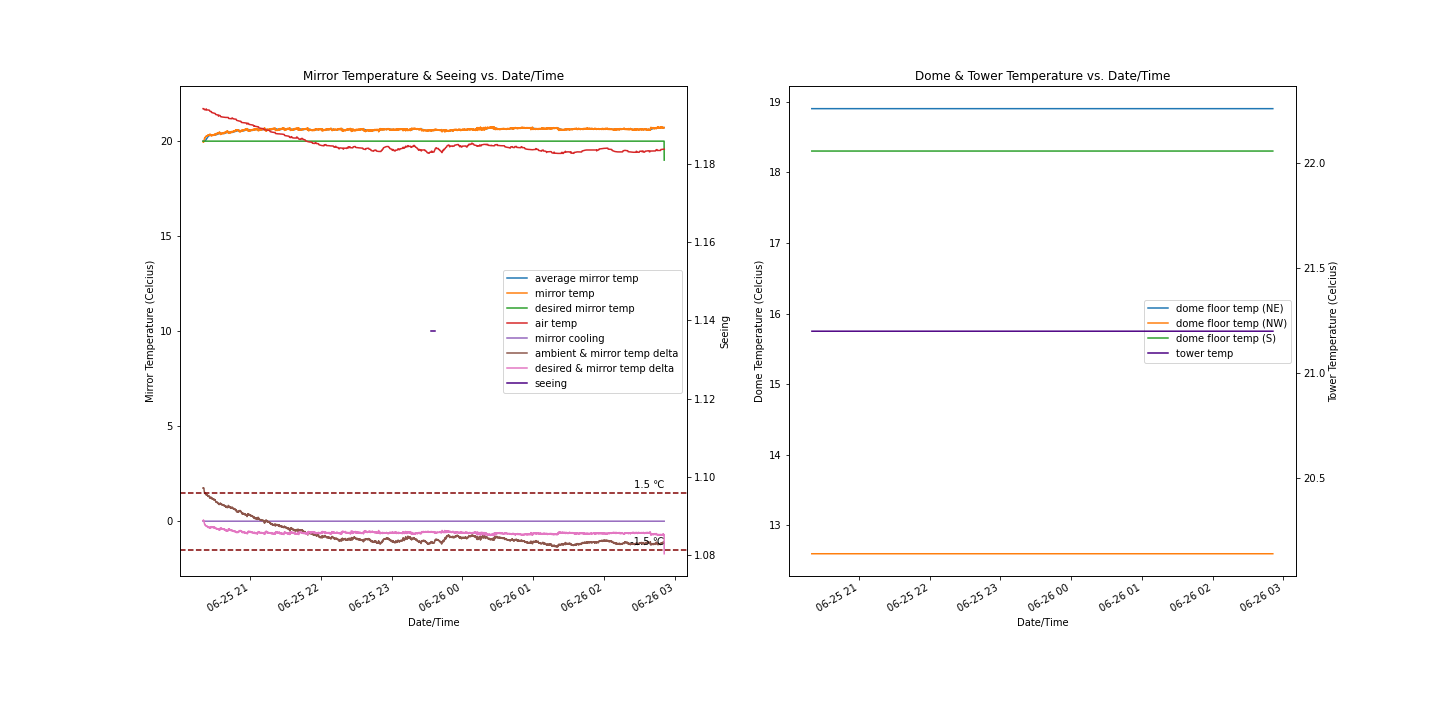 Mirror Temperature & Seeing vs. Date/Time
Mirror Temperature (Celcius)
20
15
10
5
0
1.18
1.16
1.14
1.12
1.10
1.08
Seeing
average mirror temp
mirror temp
desired mirror temp
air temp
mirror cooling
ambient & mirror temp delta
desired & mirror temp delta
seeing
1.5 °C
-1.5 °C
06-25 21
06-25 22
06-25 23
06-26 00
06-26 01
06-26 02
06-26 03
Date/Time
Dome & Tower Temperature vs. Date/Time
Dome Temperature (Celcius)
19
18
17
16
15
14
13
22.0
21.5
21.0
20.5
Tower Temperature (Celcius)
dome floor temp (NE)
dome floor temp (NW)
dome floor temp (S)
tower temp
06-25 21
06-25 22
06-25 23
06-26 00
06-26 01
06-26 02
06-26 03
Date/Time